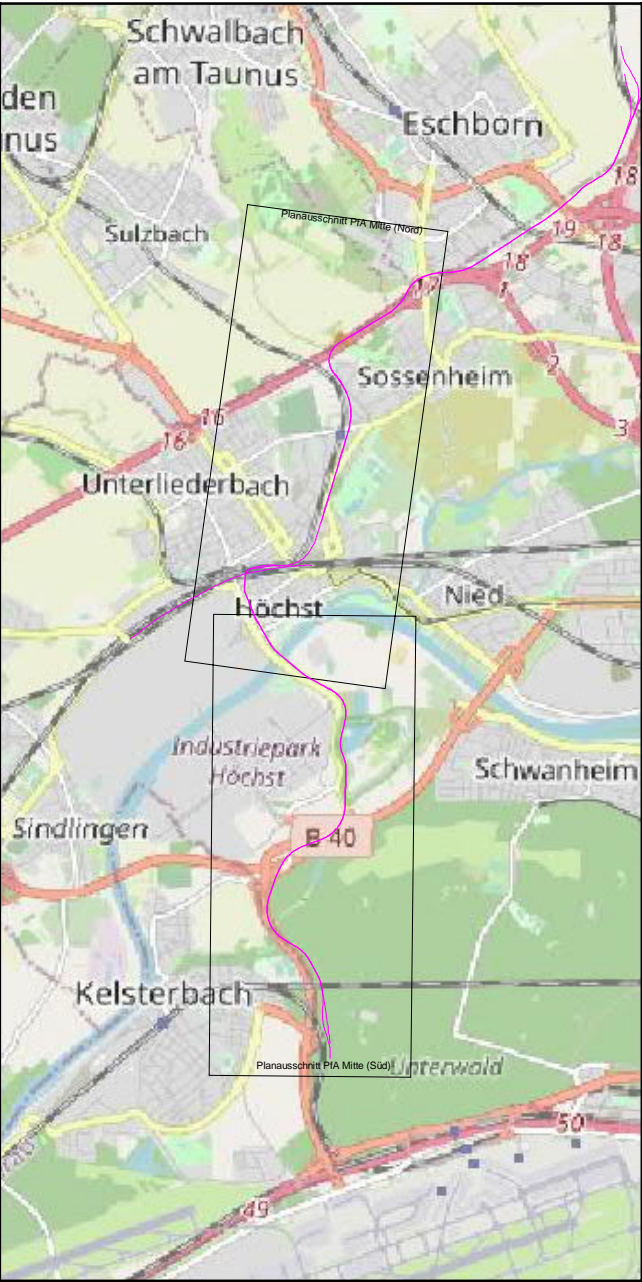 Schwalbach
am Taunus
den
nus
Eschborn
18
Planausschnitt PfA Mitte (Nord)
Sulzbach
19
18
18
17
1
2
Sossenheim
16
16
3
Unterliederbach
Nied
Höchst
Industriepark
Höchst
Schwanheim
Sindlingen
B 40
Kelsterbach
Planausschnitt PfA Mitte (Süd)
Unterwald
50
49